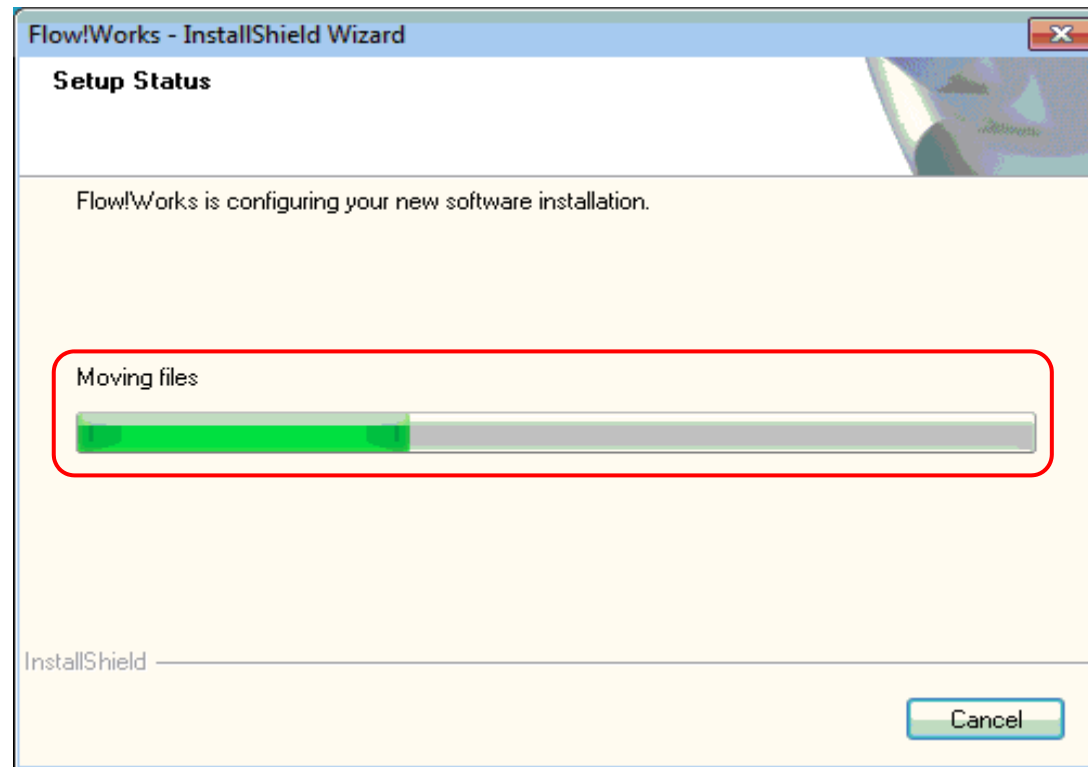 Flow!Works - InstallShield Wizard
Setup Status
Flow!Works is configuring your new software installation.
Moving files
InstallShield
Cancel